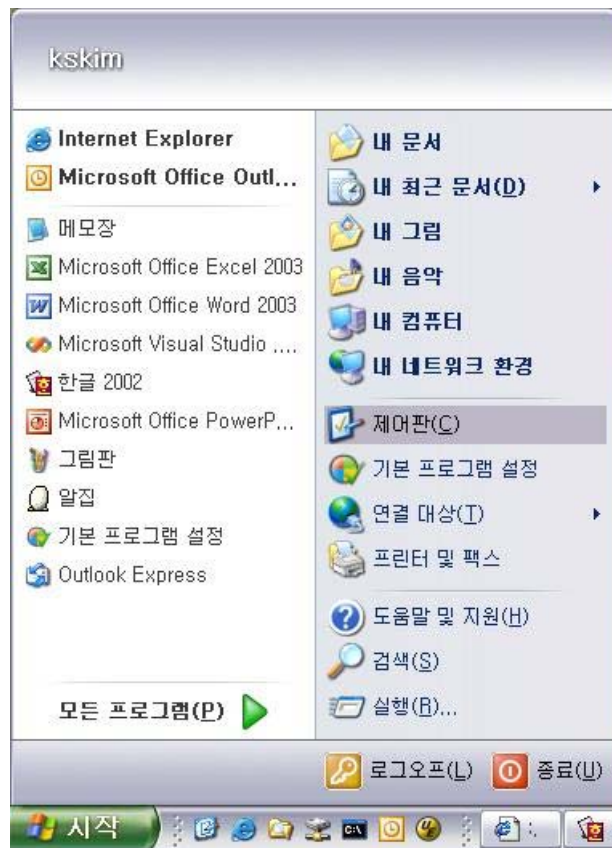 kskim
Internet Explorer
Microsoft Office Outl...
메모장
Microsoft Office Excel 2003
Microsoft Office Word 2003
Microsoft Visual Studio ....
한글 2002
Microsoft Office PowerP...
그림판
알집
기본 프로그램 설정
Outlook Express
모든 프로그램(P)
내 문서
내 최근 문서(D)
내 그림
내 음악
내 컴퓨터
내 네트워크 환경
제어판(C)
기본 프로그램 설정
연결 대상(T)
프린터 및 팩스
도움말 및 지원(H)
검색(S)
실행(R)...
로그오프(L) 종료(U)
시작